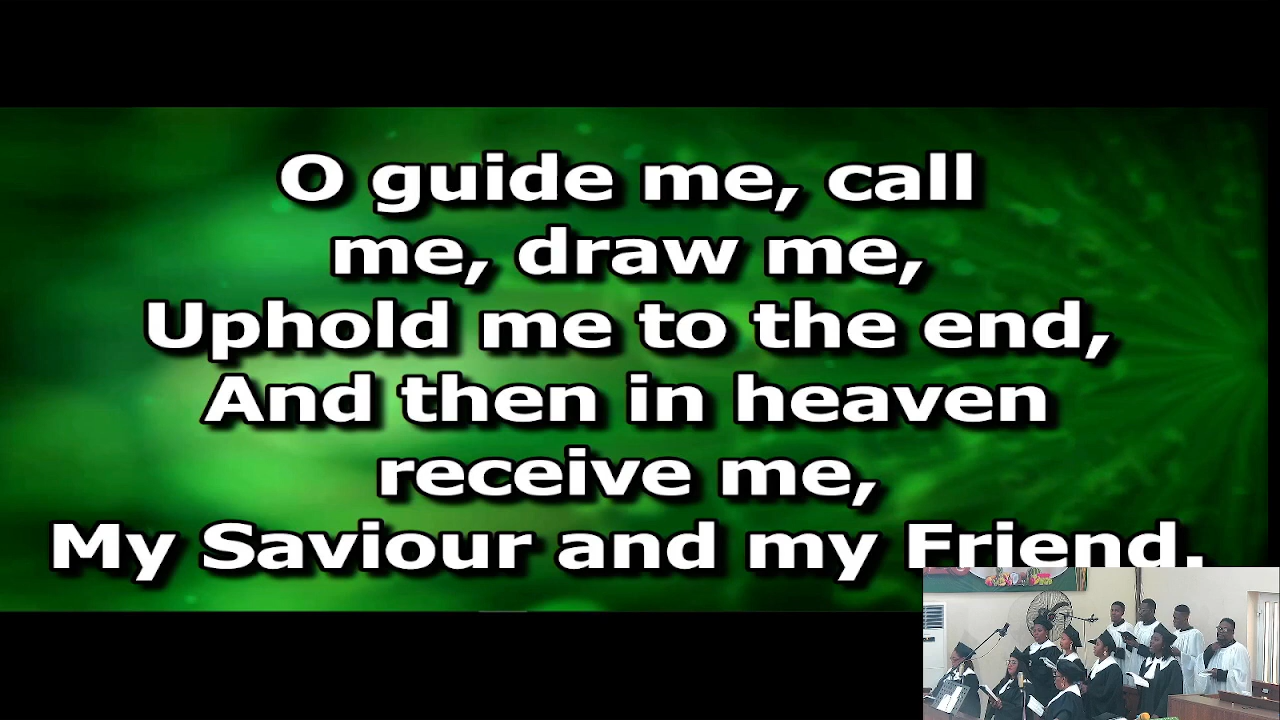 O guide me, call
me, draw me,
Uphold me to the end,
And then in heaven
receive me,
My Saviour and my Friend.